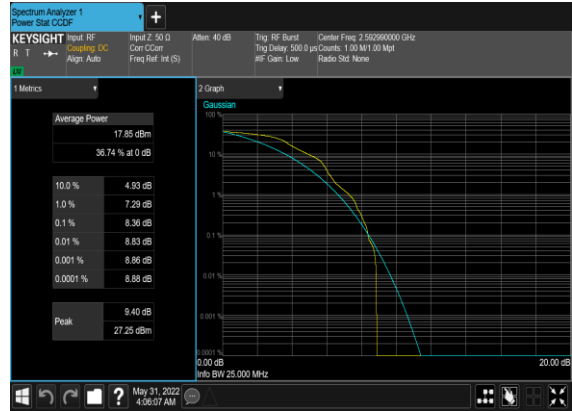 Spectrum Analyzer 1
Power Stat CCDF
KEYSIGHT
R T
LXI
Input: RF
Coupling: DC
Align: Auto
Input Z: 50 Ω
Corr CCorr
Freq Ref: Int (S)
Atten: 40 dB
Trig: RF Burst
Trig Delay: 500.0 µs
#IF Gain: Low
Center Freq: 2.592990000 GHz
Counts: 1.00 M/1.00 Mpt
Radio Std: None
1 Metrics
Average Power
17.85 dBm
36.74 % at 0 dB
10.0 % 4.93 dB
1.0 % 7.29 dB
0.1 % 8.36 dB
0.01 % 8.83 dB
0.001 % 8.86 dB
0.0001 % 8.88 dB
Peak
9.40 dB
27.25 dBm
2 Graph
Gaussian
100 %
10 %
1 %
0.1 %
0.01 %
0.001 %
0.0001 %
0.00 dB
20.00 dB
Info BW 25.000 MHz
?
May 31, 2022
4:06:07 AM